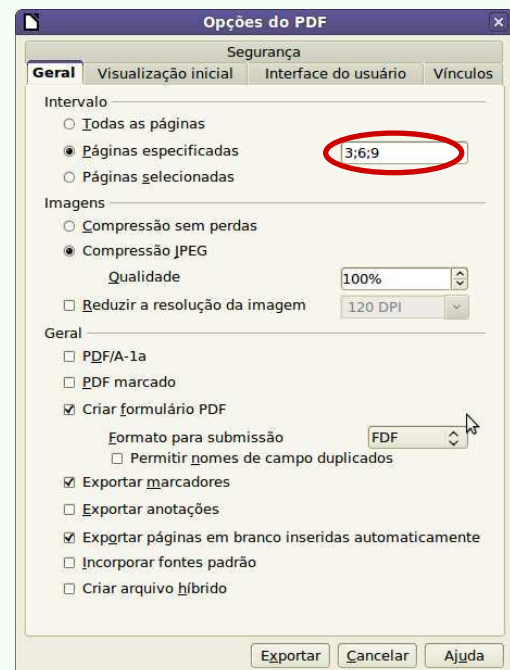 Opções do PDF
Segurança
Geral Visualização inicial Interface do usuário Vínculos
Intervalo
Todas as páginas
Páginas especificadas 3;6;9
Páginas selecionadas
Imagens
Compressão sem perdas
Compressão JPEG
Qualidade 100%
Reduzir a resolução da imagem 120 DPI
Geral
PDF/A-1a
PDF marcado
Criar formulário PDF
Formato para submissão FDF
Permitir nomes de campo duplicados
Exportar marcadores
Exportar anotações
Exportar páginas em branco inseridas automaticamente
Incorporar fontes padrão
Criar arquivo híbrido
Exportar Cancelar Ajuda